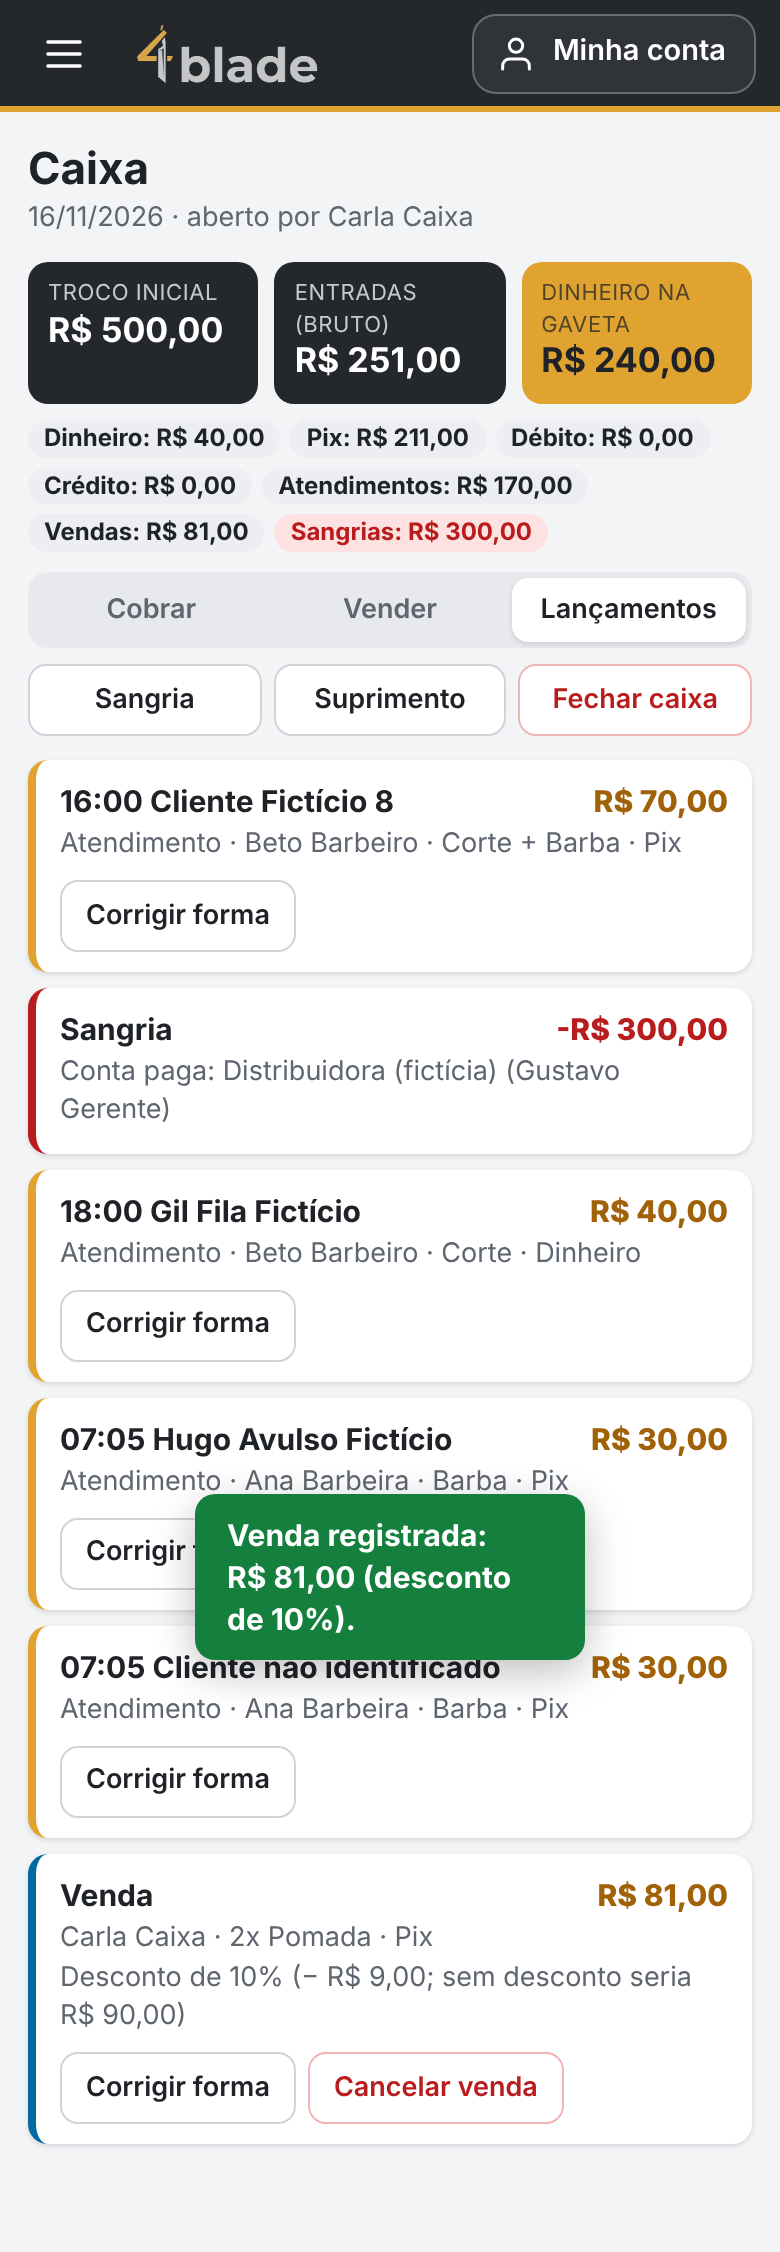 4blade
Minha conta
Caixa
16/11/2026 · aberto por Carla Caixa
TROCO INICIAL
R$ 500,00
ENTRADAS
(BRUTO)
R$ 251,00
DINHEIRO NA
GAVETA
R$ 240,00
Dinheiro: R$ 40,00
Pix: R$ 211,00
Débito: R$ 0,00
Crédito: R$ 0,00
Atendimentos: R$ 170,00
Vendas: R$ 81,00
Sangrias: R$ 300,00
Cobrar
Vender
Lançamentos
Sangria
Suprimento
Fechar caixa
16:00 Cliente Fictício 8
R$ 70,00
Atendimento · Beto Barbeiro · Corte + Barba · Pix
Corrigir forma
Sangria
-R$ 300,00
Conta paga: Distribuidora (fictícia) (Gustavo
Gerente)
18:00 Gil Fila Fictício
R$ 40,00
Atendimento · Beto Barbeiro · Corte · Dinheiro
Corrigir forma
07:05 Hugo Avulso Fictício
R$ 30,00
Atendimento · Ana Barbeira · Barba · Pix
Corrigir
Venda registrada:
R$ 81,00 (desconto
de 10%).
07:05 Cliente não identificado
R$ 30,00
Atendimento · Ana Barbeira · Barba · Pix
Corrigir forma
Venda
R$ 81,00
Carla Caixa · 2x Pomada · Pix
Desconto de 10% (− R$ 9,00; sem desconto seria
R$ 90,00)
Corrigir forma
Cancelar venda